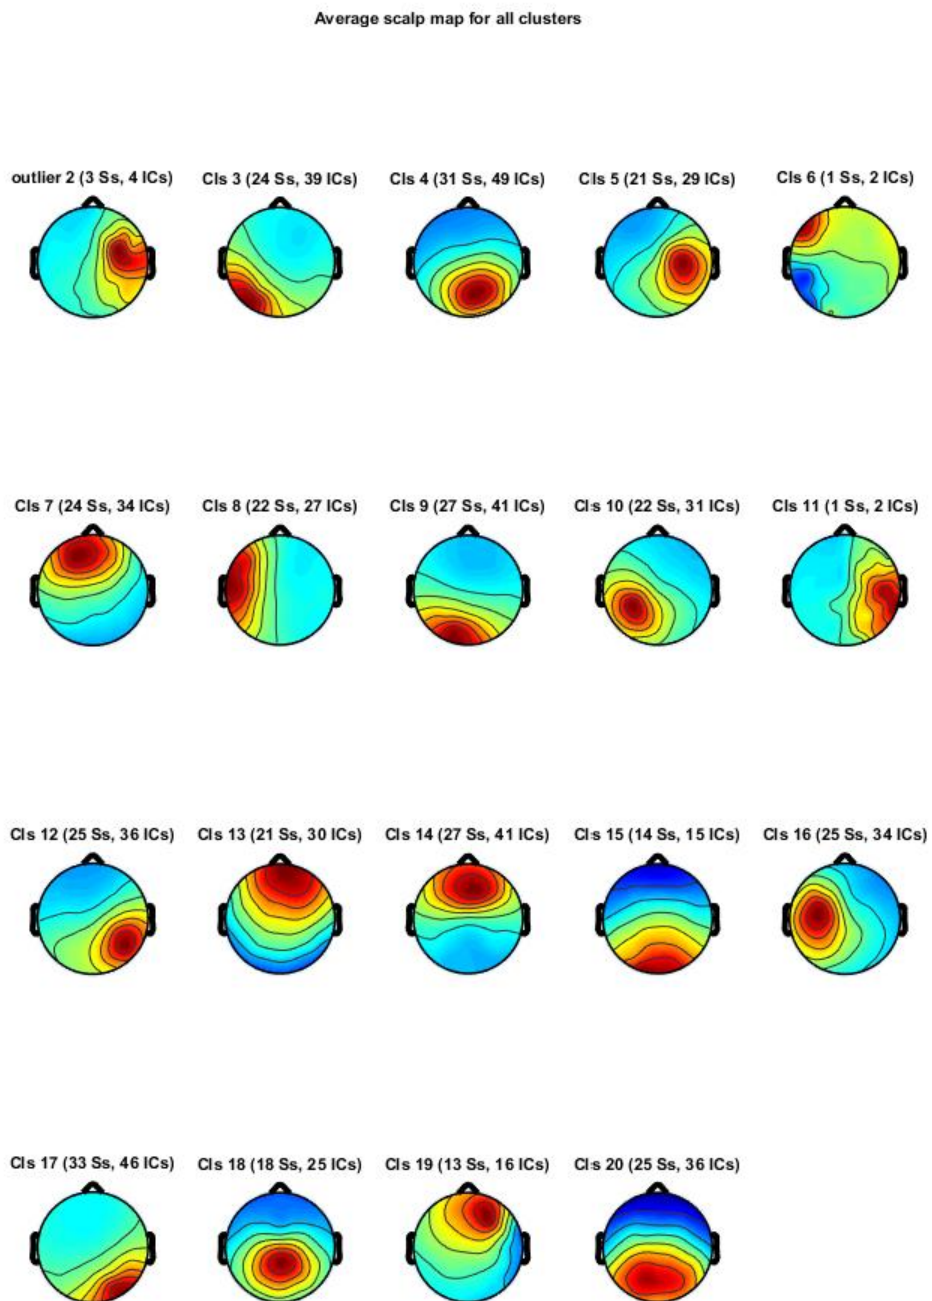 Average scalp map for all clusters
outlier 2 (3 Ss, 4 ICs) Cls 3 (24 Ss, 39 ICs) Cls 4 (31 Ss, 49 ICs) Cls 5 (21 Ss, 29 ICs) Cls 6 (1 Ss, 2 ICs)
Cls 7 (24 Ss, 34 ICs) Cls 8 (22 Ss, 27 ICs) Cls 9 (27 Ss, 41 ICs) Cls 10 (22 Ss, 31 ICs) Cls 11 (1 Ss, 2 ICs)
Cls 12 (25 Ss, 36 ICs) Cls 13 (21 Ss, 30 ICs) Cls 14 (27 Ss, 41 ICs) Cls 15 (14 Ss, 15 ICs) Cls 16 (25 Ss, 34 ICs)
Cls 17 (33 Ss, 46 ICs) Cls 18 (18 Ss, 25 ICs) Cls 19 (13 Ss, 16 ICs) Cls 20 (25 Ss, 36 ICs)